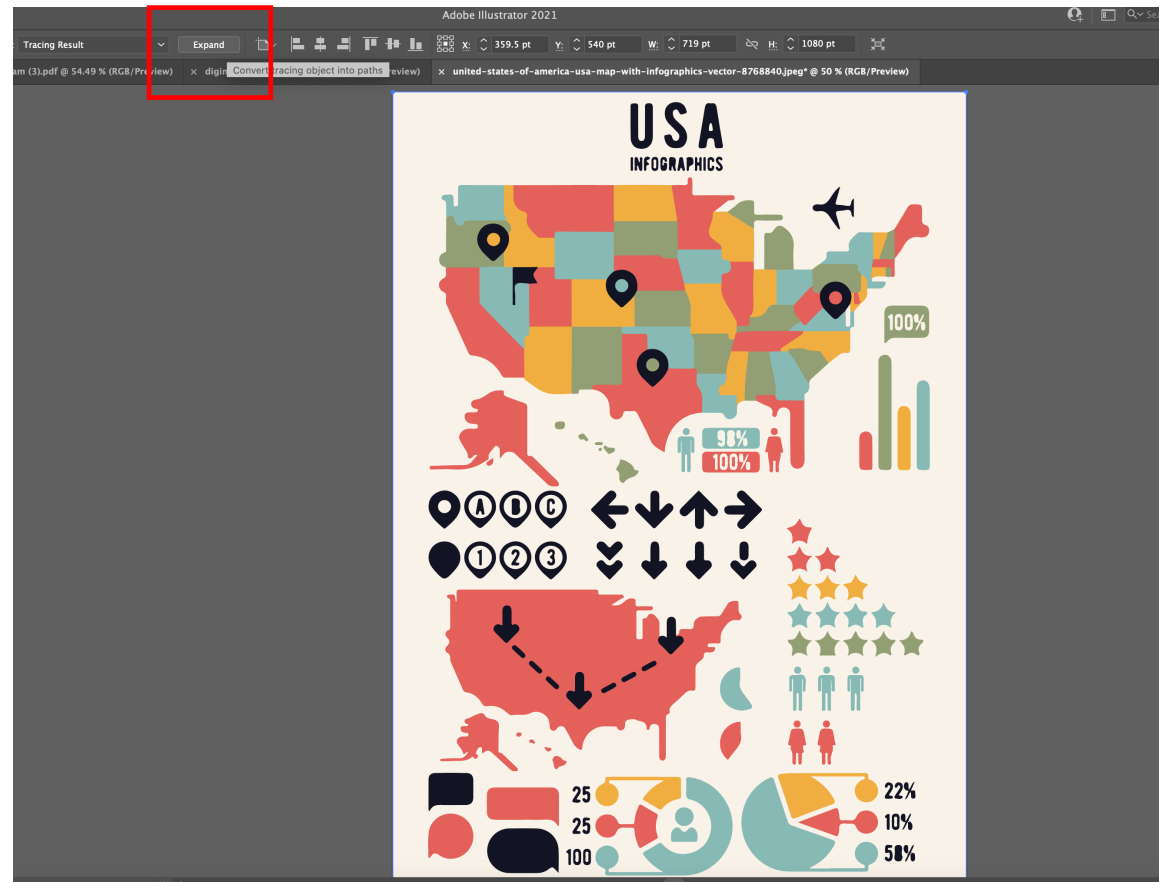 Adobe Illustrator 2021
Tracing Result
Expand
X: 359.5 pt Y: 540 pt W: 719 pt H: 1080 pt
am (3).pdf @ 54.49 % (RGB/Preview)
× digin
Convert tracing object into paths
eview)
× united-states-of-america-usa-map-with-infographics-vector-8768840.jpeg* @ 50 % (RGB/Preview)
USA
INFOGRAPHICS
100%
98%
100%
A B C
1 2 3
25
25
100
22%
10%
58%